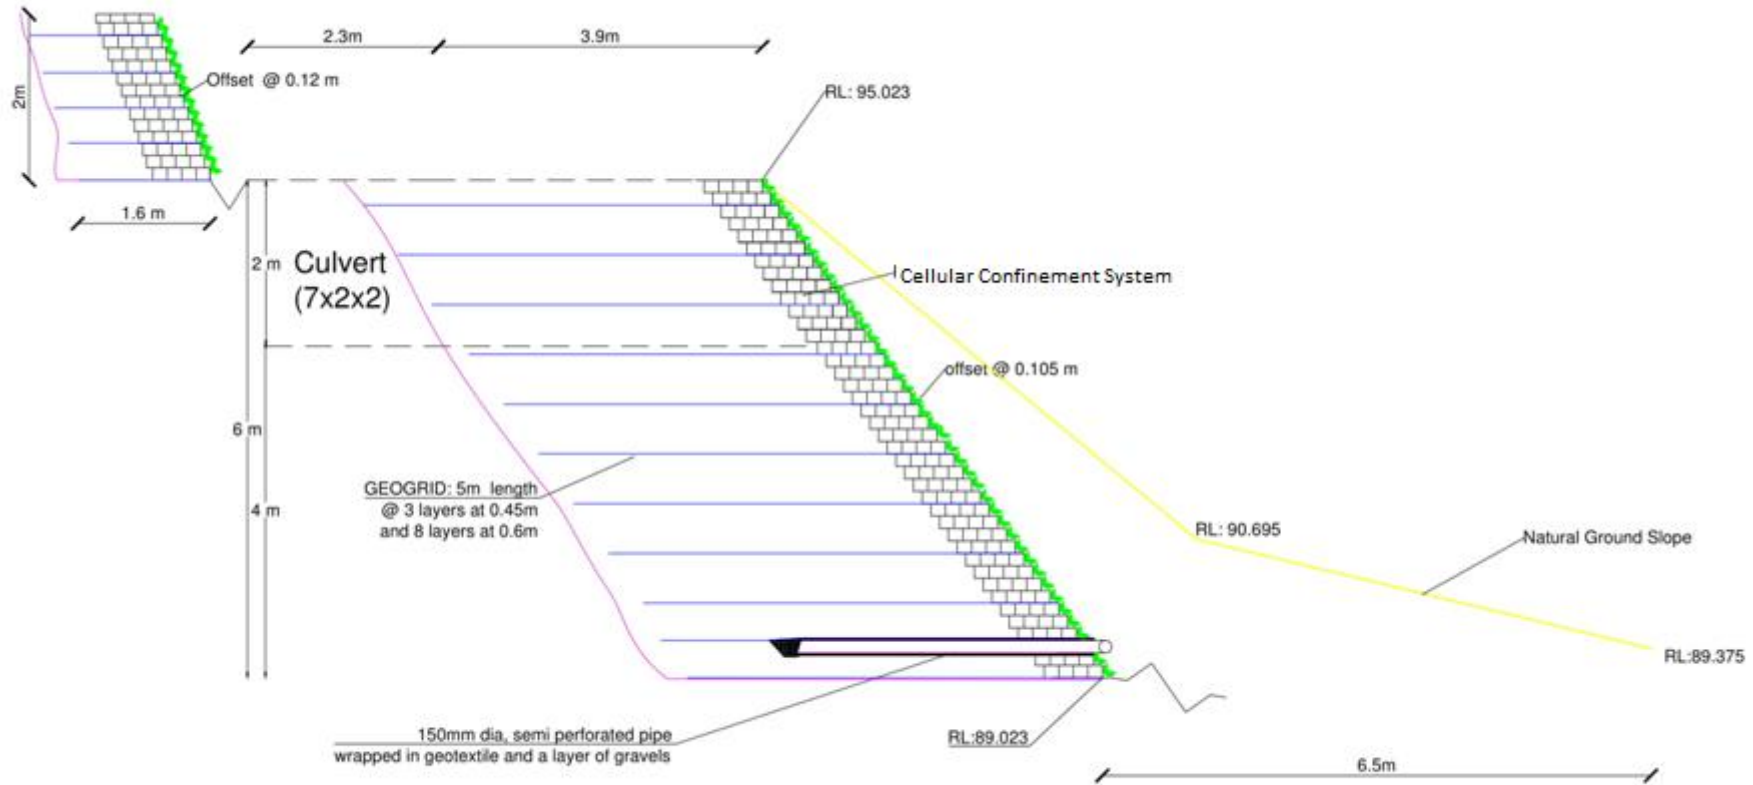 2.3m
3.9m
Offset @ 0.12 m
2m
RL: 95.023
1.6 m
2 m
Culvert
(7x2x2)
Cellular Confinement System
offset @ 0.105 m
6 m
GEOGRID: 5m length
@ 3 layers at 0.45m
and 8 layers at 0.6m
4 m
RL: 90.695
Natural Ground Slope
RL:89.375
150mm dia, semi perforated pipe
wrapped in geotextile and a layer of gravels
RL:89.023
6.5m